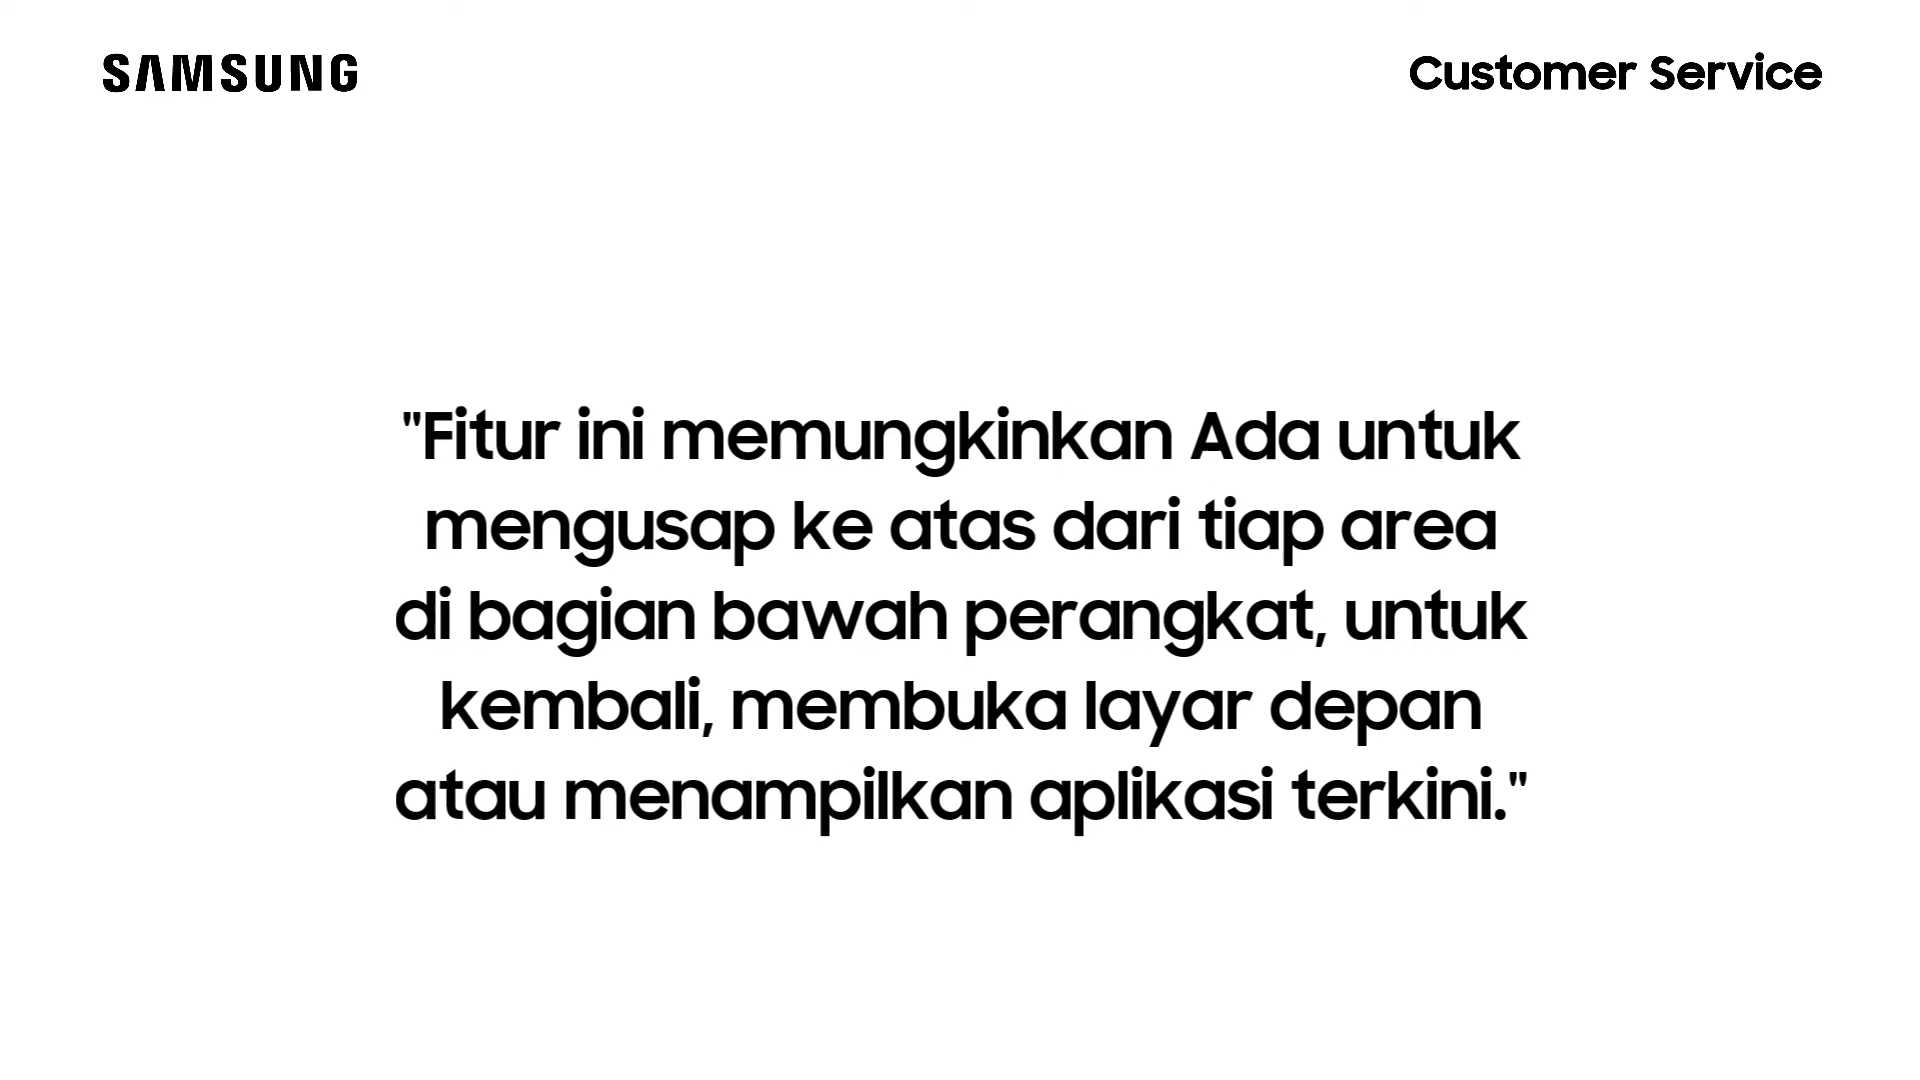 SAMSUNG
Customer Service
"Fitur ini memungkinkan Ada untuk
mengusap ke atas dari tiap area
di bagian bawah perangkat, untuk
kembali, membuka layar depan
atau menampilkan aplikasi terkini."